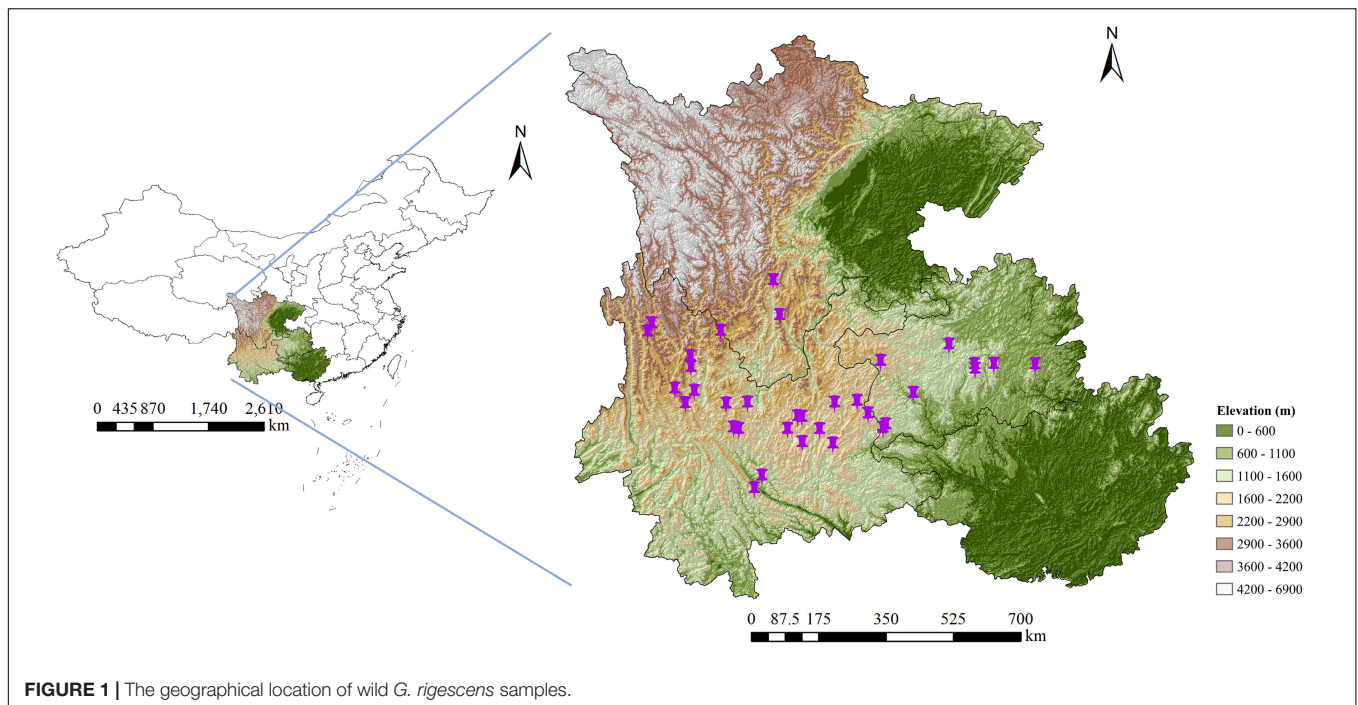 N
N
0 435 870 1,740 2,610
km
Elevation (m)
0 - 600
600 - 1100
1100 - 1600
1600 - 2200
2200 - 2900
2900 - 3600
3600 - 4200
4200 - 6900
0 87.5 175 350 525 700
km
FIGURE 1 | The geographical location of wild G. rigescens samples.